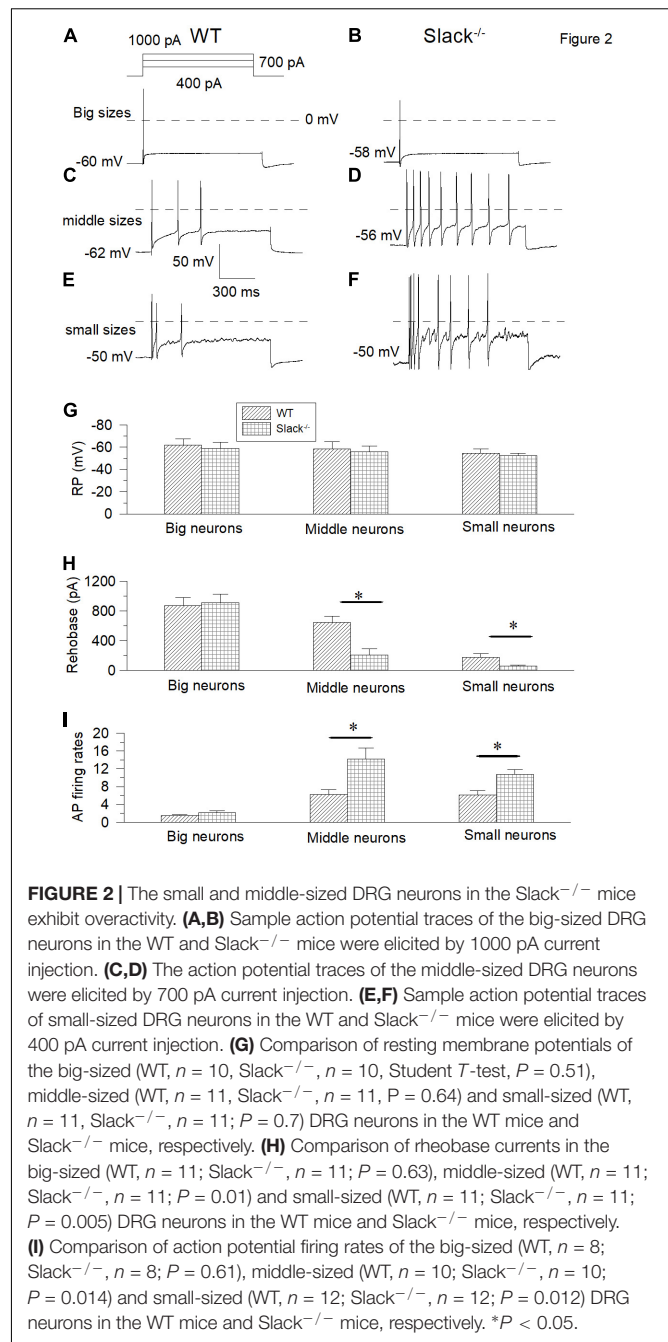 A WT B Slack-/- Figure 2
1000 pA
700 pA
400 pA
Big sizes
0 mV
-60 mV -58 mV
C D
middle sizes
-62 mV -56 mV
50 mV
300 ms
E F
small sizes
-50 mV -50 mV
G
WT
Slack-/-
RP (mV)
-80
-60
-40
-20
0
Big neurons Middle neurons Small neurons
H
Rehobase (pA)
1200
800
400
0
* *
Big neurons Middle neurons Small neurons
I
AP firing rates
20
16
12
8
4
0
* *
Big neurons Middle neurons Small neurons
FIGURE 2 | The small and middle-sized DRG neurons in the Slack−/− mice
exhibit overactivity. (A,B) Sample action potential traces of the big-sized DRG
neurons in the WT and Slack−/− mice were elicited by 1000 pA current
injection. (C,D) The action potential traces of the middle-sized DRG neurons
were elicited by 700 pA current injection. (E,F) Sample action potential traces
of small-sized DRG neurons in the WT and Slack−/− mice were elicited by
400 pA current injection. (G) Comparison of resting membrane potentials of
the big-sized (WT, n = 10, Slack−/−, n = 10, Student T-test, P = 0.51),
middle-sized (WT, n = 11, Slack−/−, n = 11, P = 0.64) and small-sized (WT,
n = 11, Slack−/−, n = 11; P = 0.7) DRG neurons in the WT mice and
Slack−/− mice, respectively. (H) Comparison of rheobase currents in the
big-sized (WT, n = 11; Slack−/−, n = 11; P = 0.63), middle-sized (WT, n = 11;
Slack−/−, n = 11; P = 0.01) and small-sized (WT, n = 11; Slack−/−, n = 11;
P = 0.005) DRG neurons in the WT mice and Slack−/− mice, respectively.
(I) Comparison of action potential firing rates of the big-sized (WT, n = 8;
Slack−/−, n = 8; P = 0.61), middle-sized (WT, n = 10; Slack−/−, n = 10;
P = 0.014) and small-sized (WT, n = 12; Slack−/−, n = 12; P = 0.012) DRG
neurons in the WT mice and Slack−/− mice, respectively. *P < 0.05.